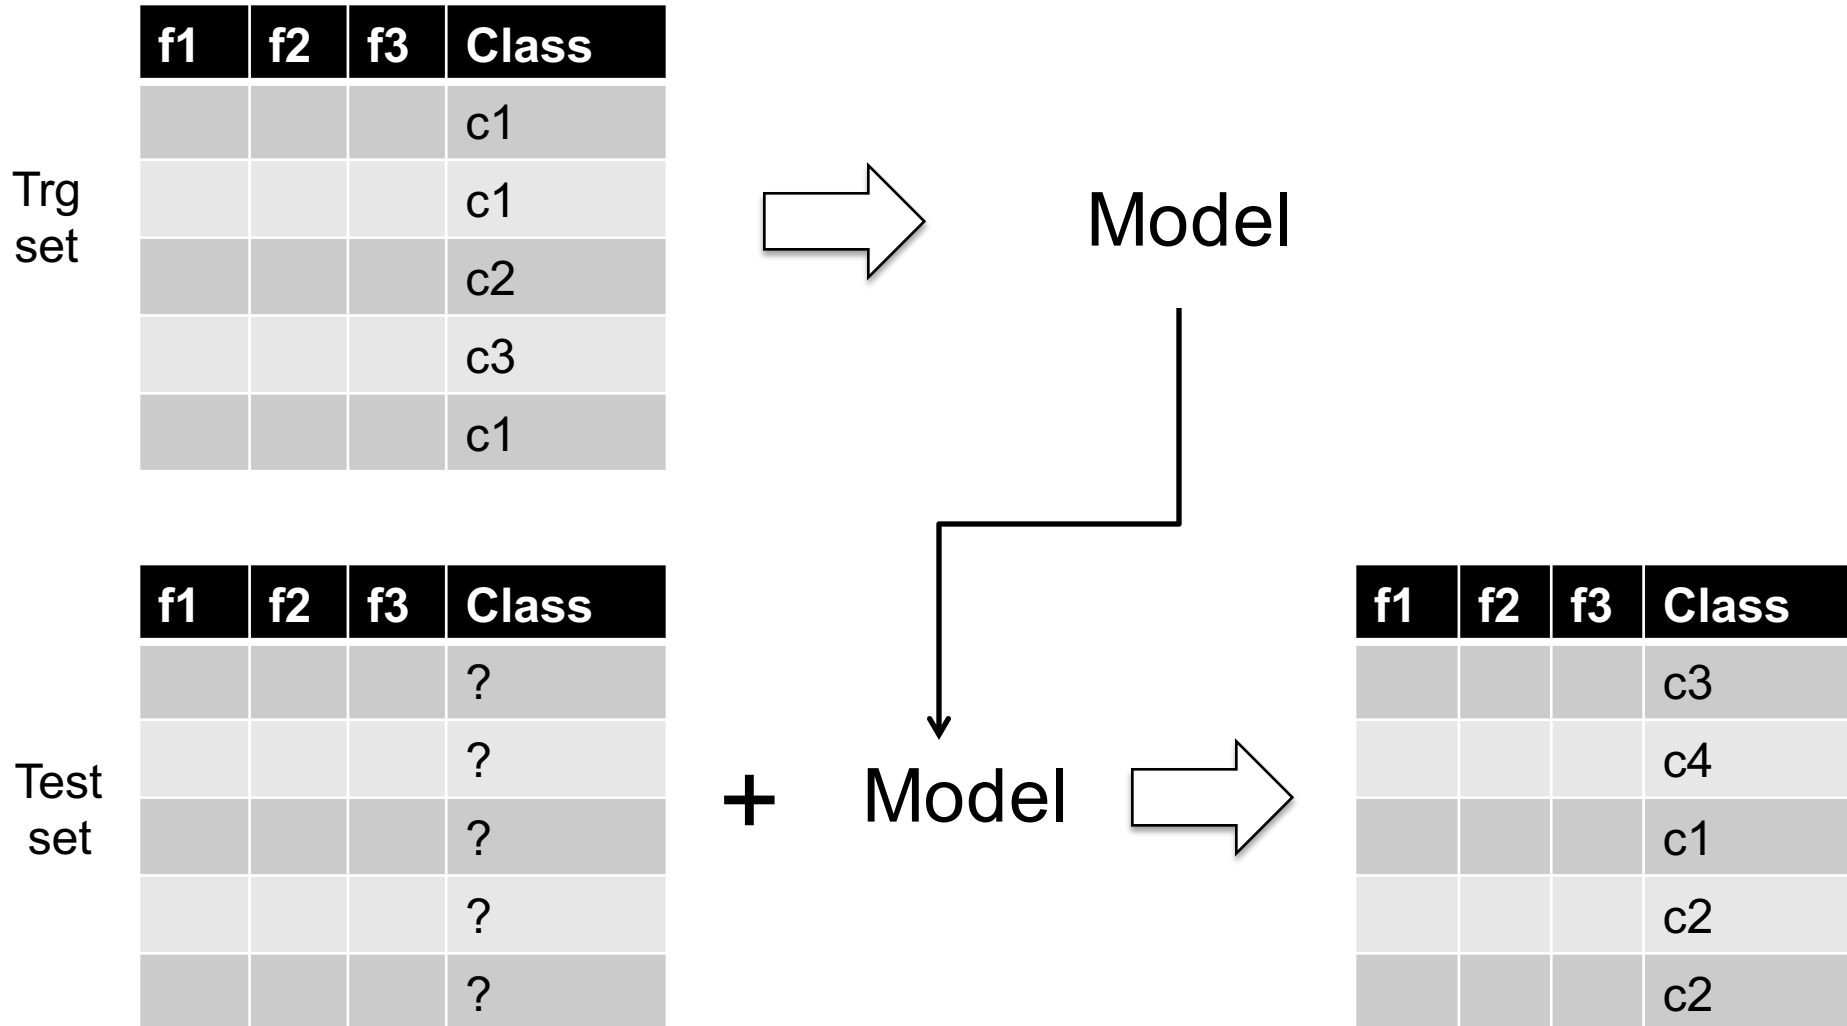 f1 f2 f3 Class
c1
c1
c2
c3
c1
Trg
set
Model
f1 f2 f3 Class
?
?
?
?
?
Test
set
+ Model
f1 f2 f3 Class
c3
c4
c1
c2
c2